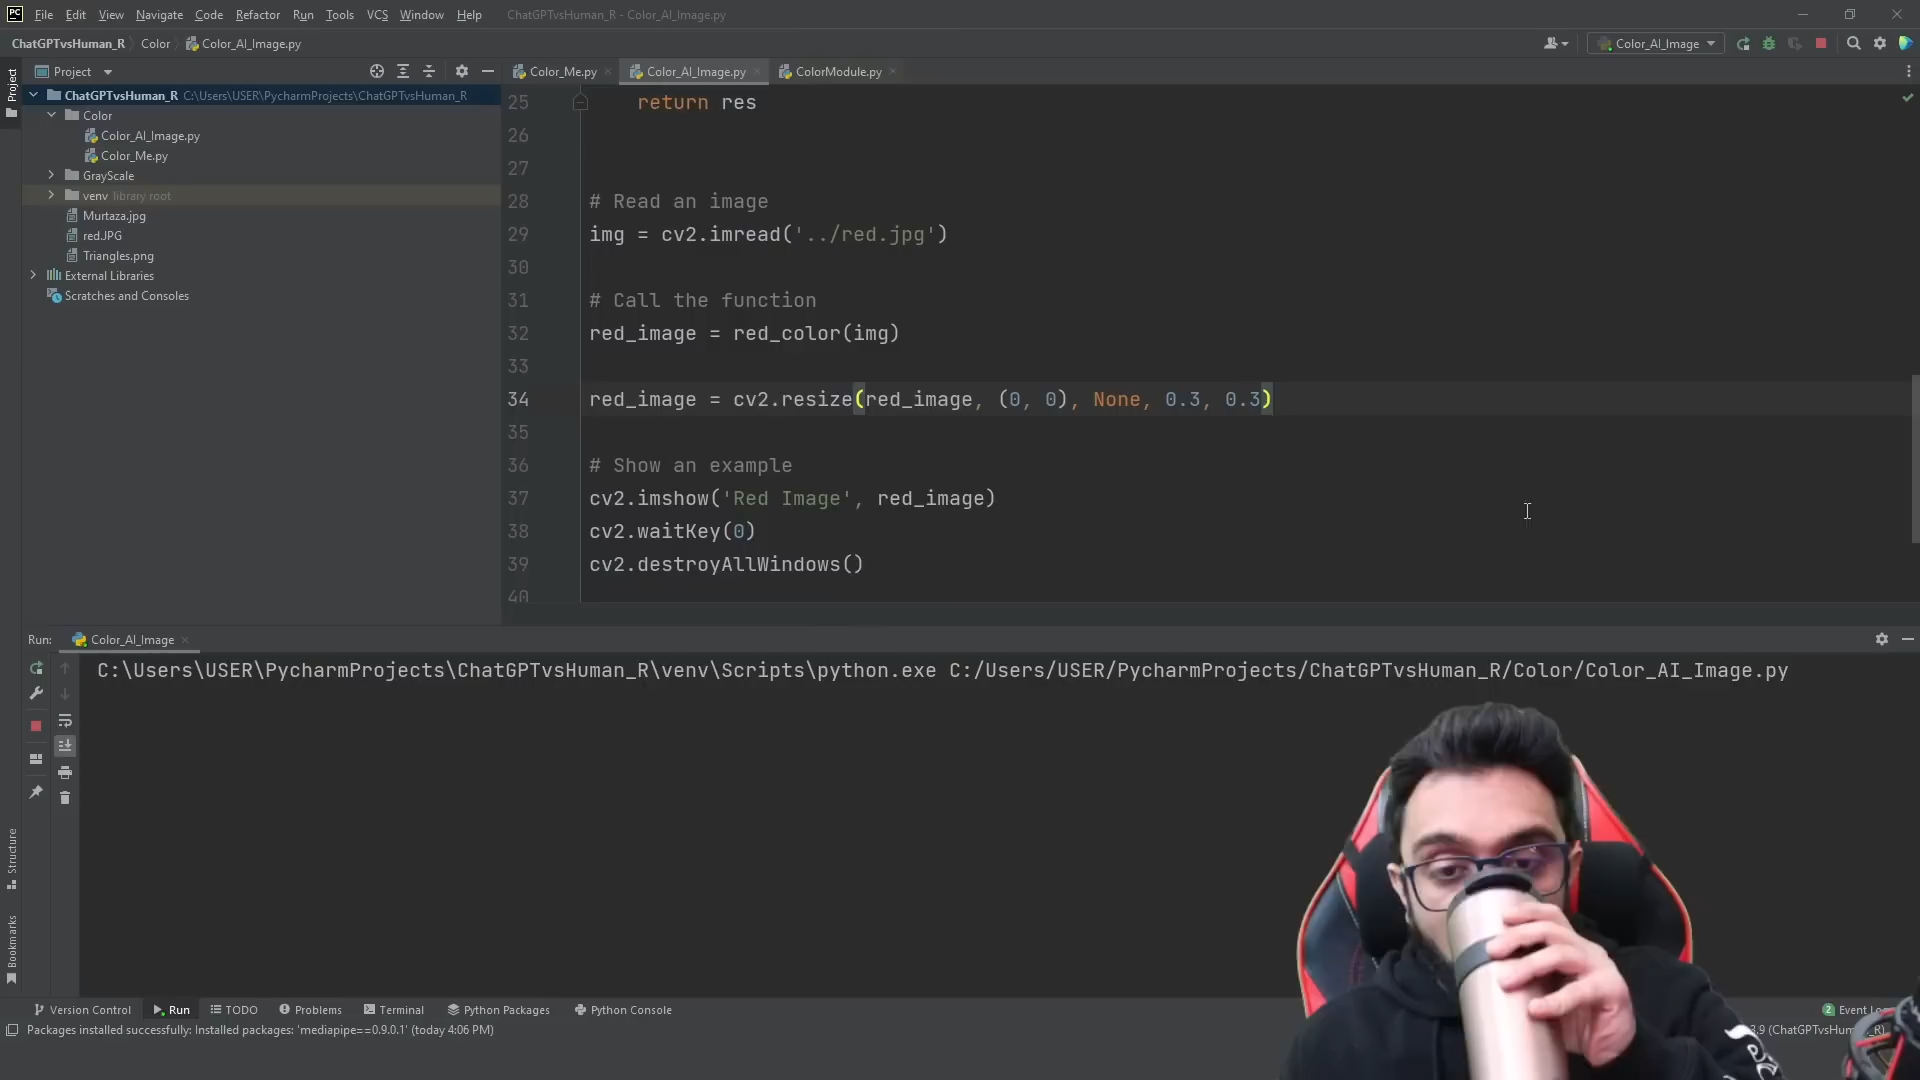 PC File Edit View Navigate Code Refactor Run Tools VCS Window Help ChatGPTvsHuman_R - Color_AI_Image.py
ChatGPTvsHuman_R Color Color_AI_Image.py Color_AI_Image
Project Color_Me.py Color_AI_Image.py ColorModule.py
Project
ChatGPTvsHuman_R C:\Users\USER\PycharmProjects\ChatGPTvsHuman_R
Color
Color_AI_Image.py
Color_Me.py
GrayScale
venv library root
Murtaza.jpg
red.JPG
Triangles.png
External Libraries
Scratches and Consoles
25 return res
26
27
28 # Read an image
29 img = cv2.imread('../red.jpg')
30
31 # Call the function
32 red_image = red_color(img)
33
34 red_image = cv2.resize(red_image, (0, 0), None, 0.3, 0.3)
35
36 # Show an example
37 cv2.imshow('Red Image', red_image)
38 cv2.waitKey(0)
39 cv2.destroyAllWindows()
40
Run: Color_AI_Image
C:\Users\USER\PycharmProjects\ChatGPTvsHuman_R\venv\Scripts\python.exe C:/Users/USER/PycharmProjects/ChatGPTvsHuman_R/Color/Color_AI_Image.py
Structure
Bookmarks
Version Control Run TODO Problems Terminal Python Packages Python Console 2 Event
Packages installed successfully: Installed packages: 'mediapipe==0.9.0.1' (today 4:06 PM)